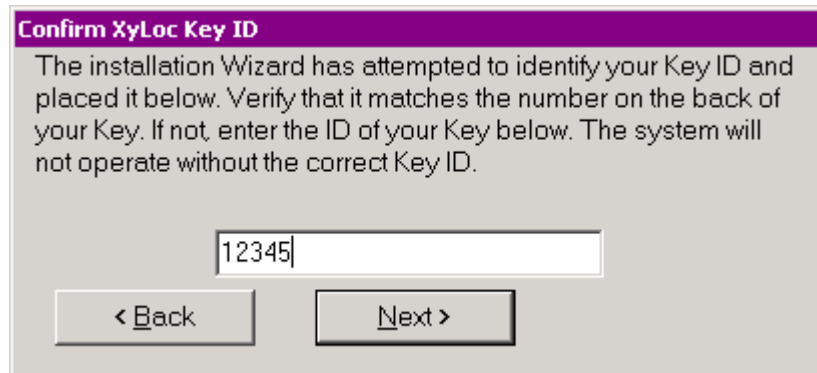 Confirm XyLoc Key ID
The installation Wizard has attempted to identify your Key ID and
placed it below. Verify that it matches the number on the back of
your Key. If not, enter the ID of your Key below. The system will
not operate without the correct Key ID.
12345
< Back
Next >